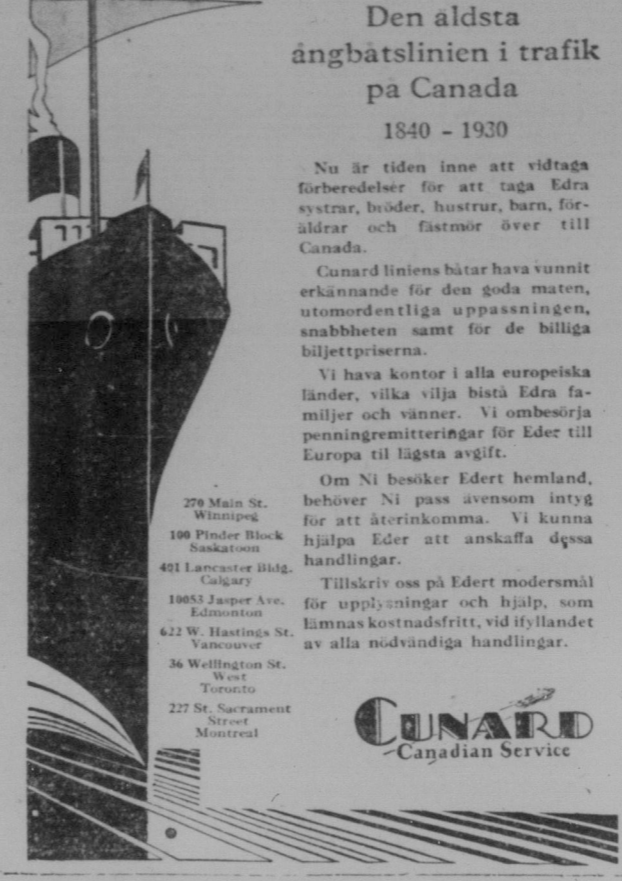 Den äldsta
ångbåtslinien i trafik
på Canada
1840 - 1930
Nu är tiden inne att vidtaga
förberedelser för att taga Edra
systrar, bröder, hustrur, barn, för-
äldrar och fästmör över till
Canada.
Cunard liniens båtar hava vunnit
erkännande för den goda maten,
utomordentliga uppassningen,
snabbheten samt för de billiga
biljettpriserna.
Vi hava kontor i alla europeiska
länder, vilka vilja bistå Edra fa-
miljer och vänner. Vi ombesörja
penningremitteringar för Eder till
Europa til lägsta avgift.
Om Ni besöker Edert hemland,
behöver Ni pass ävensom intyg
för att återinkomma. Vi kunna
hjälpa Eder att anskaffa dessa
handlingar.
Tillskriv oss på Edert modersmål
för upplysningar och hjälp, som
lämnas kostnadsfritt, vid ifyllandet
av alla nödvändiga handlingar.
270 Main St.
Winnipeg
100 Pinder Block
Saskatoon
401 Lancaster Bldg.
Calgary
10053 Jasper Ave.
Edmonton
622 W. Hastings St.
Vancouver
36 Wellington St.
West
Toronto
227 St. Sacrament
Street
Montreal
CUNARD
Canadian Service